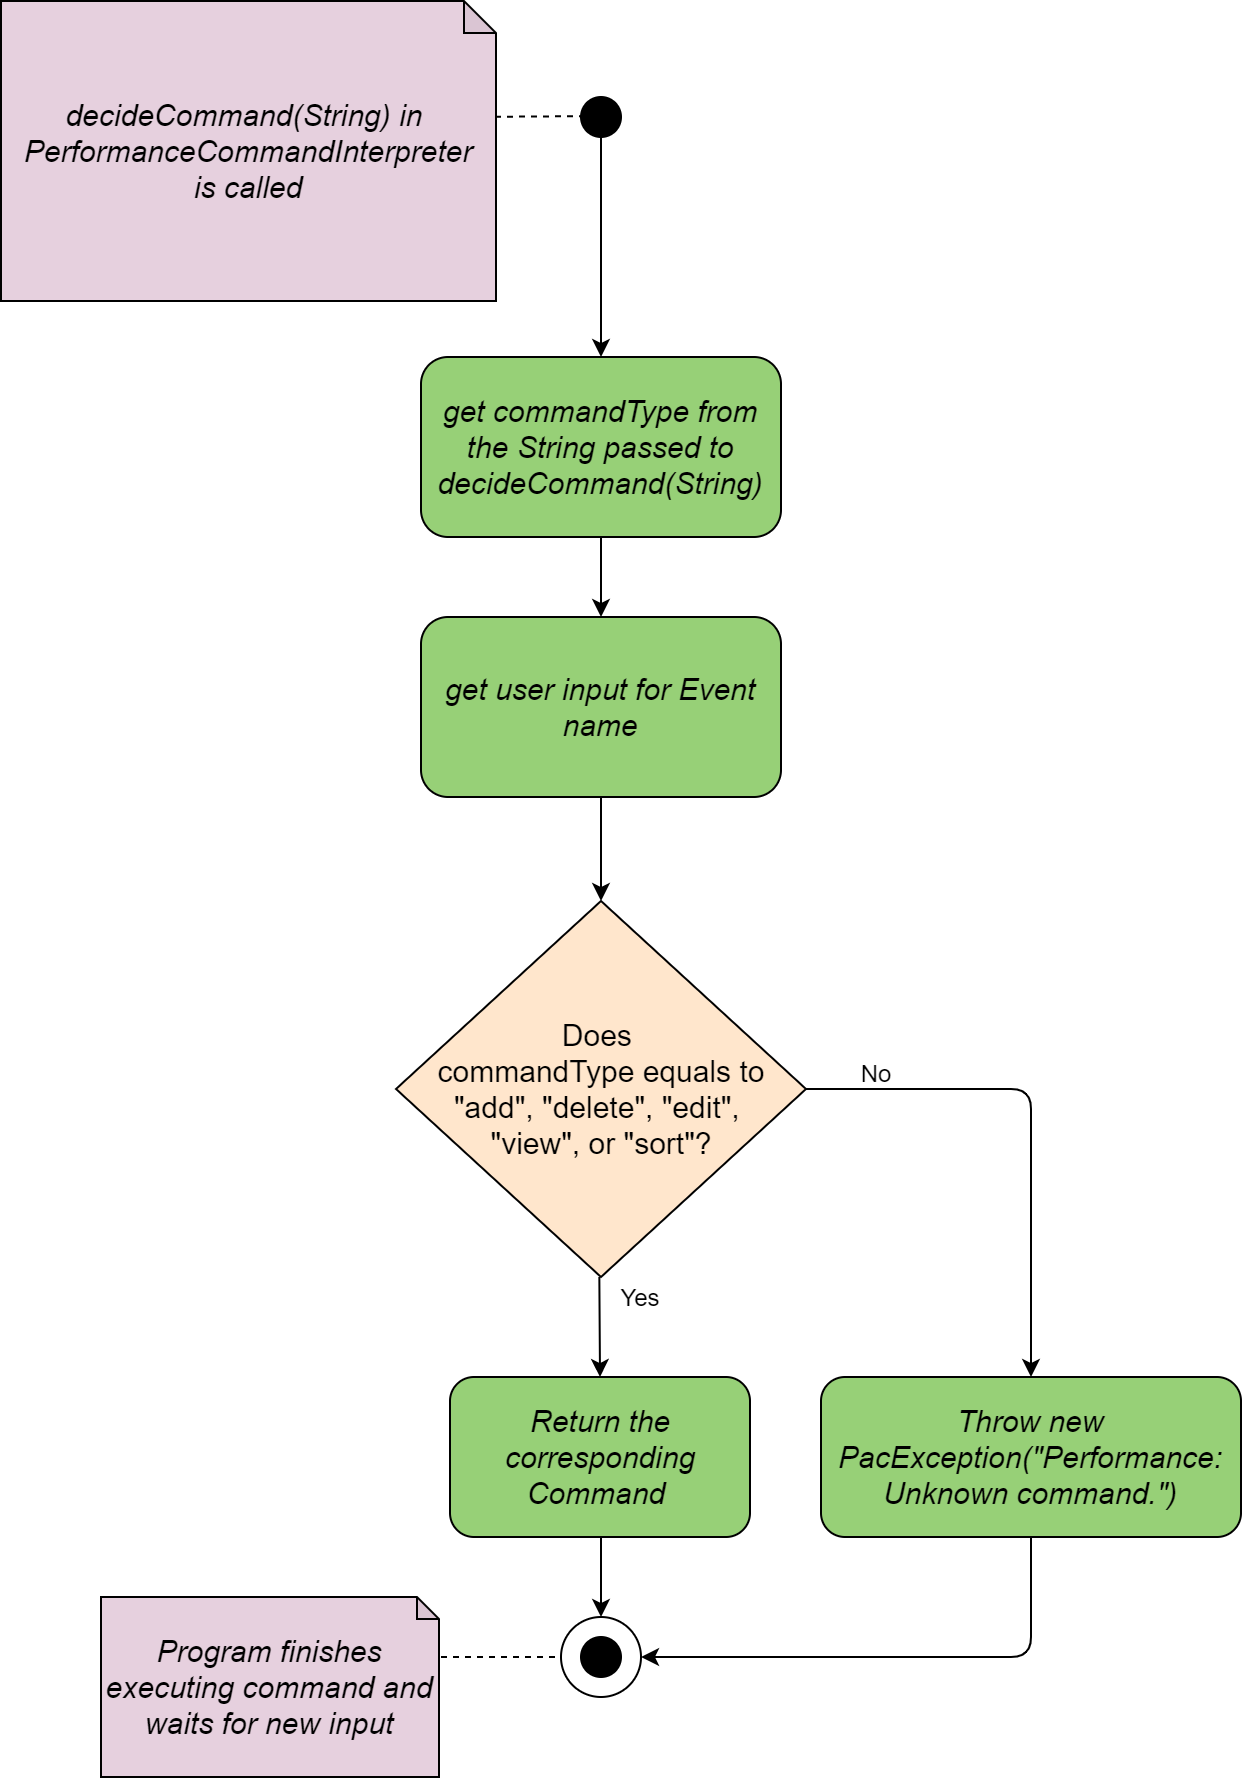 decideCommand(String) in
PerformanceCommandInterpreter
is called
get commandType from
the String passed to
decideCommand(String)
get user input for Event
name
Does
commandType equals to
"add", "delete", "edit",
"view", or "sort"?
No
Yes
Return the
corresponding
Command
Throw new
PacException("Performance:
Unknown command.")
Program finishes
executing command and
waits for new input